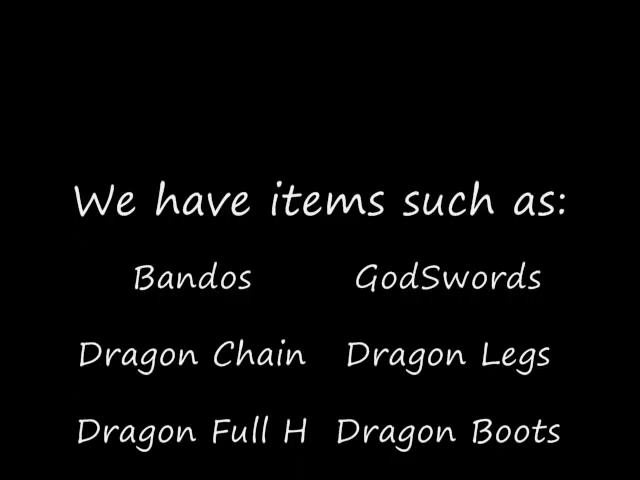 We have items such as:
Bandos GodSwords
Dragon Chain Dragon Legs
Dragon Full H Dragon Boots